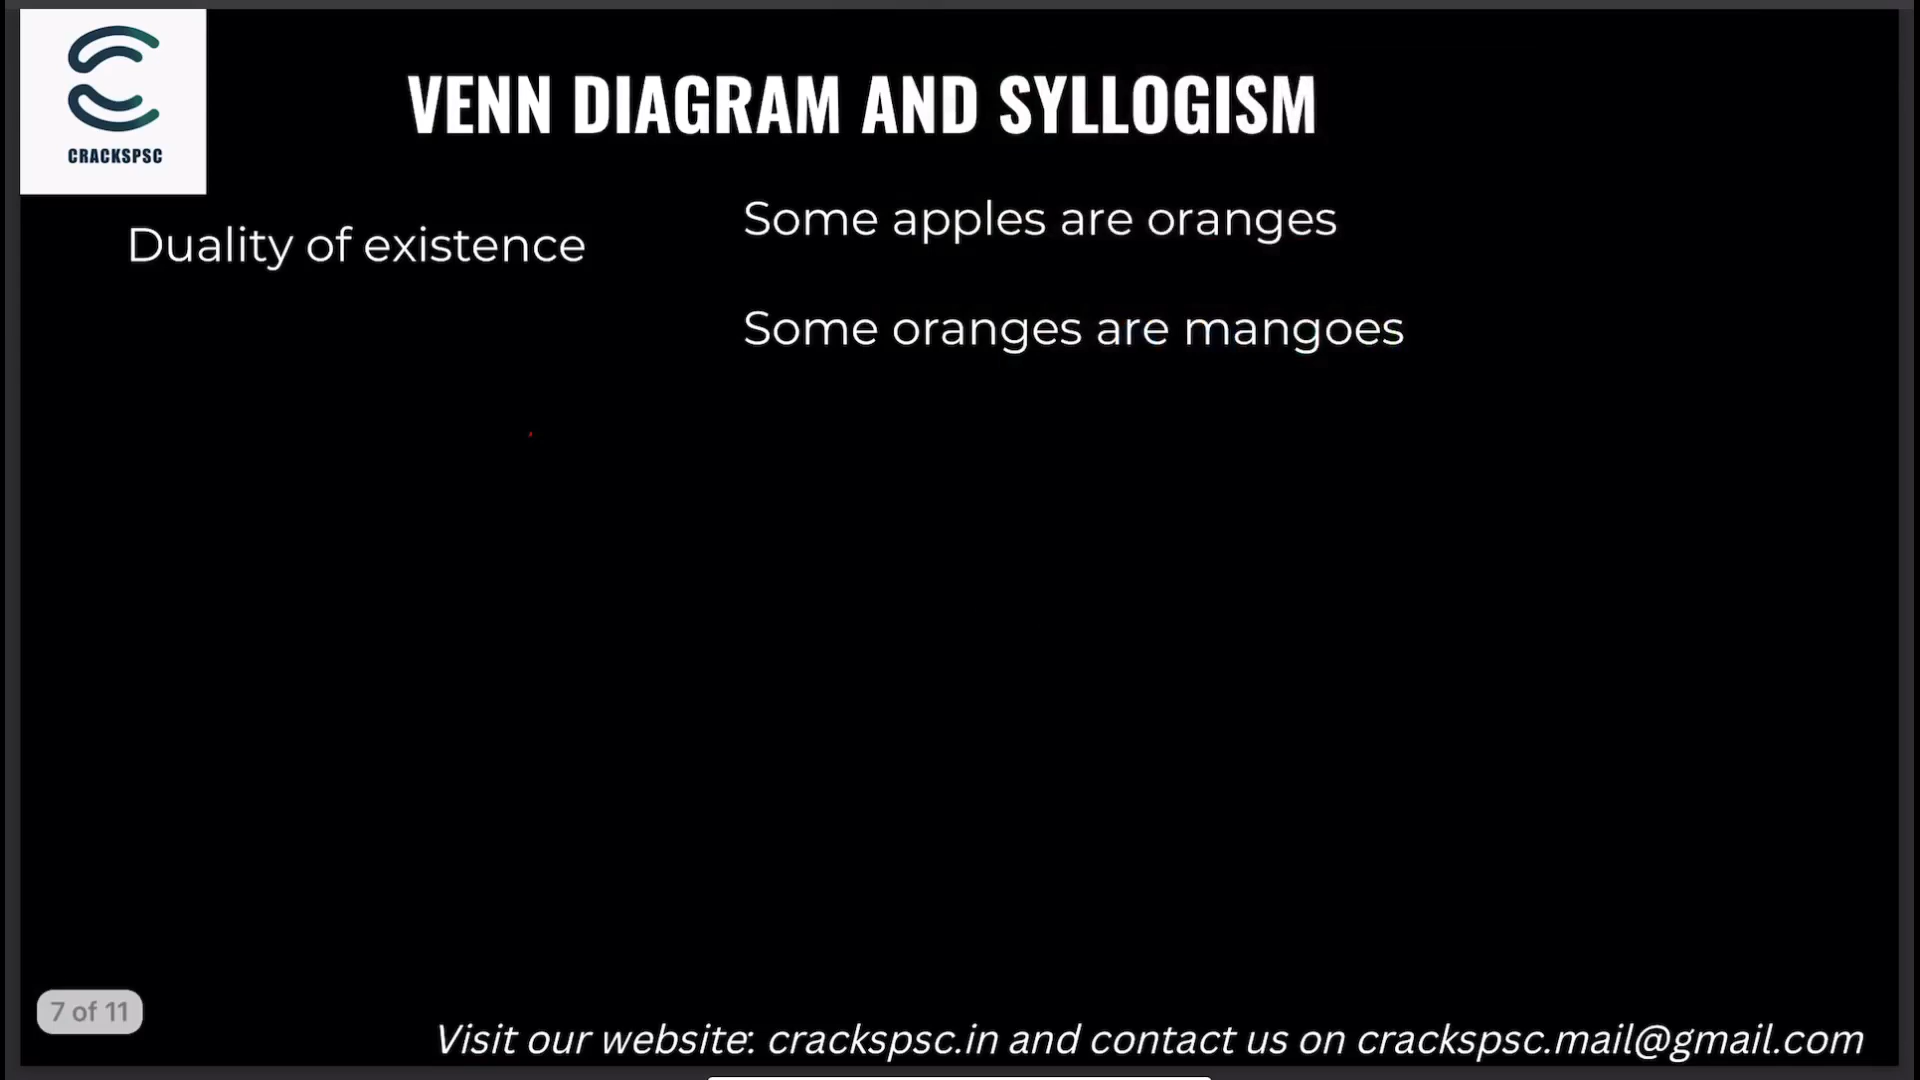 CRACKSPSC
VENN DIAGRAM AND SYLLOGISM
Duality of existence
Some apples are oranges
Some oranges are mangoes
7 of 11
Visit our website: crackspsc.in and contact us on crackspsc.mail@gmail.com